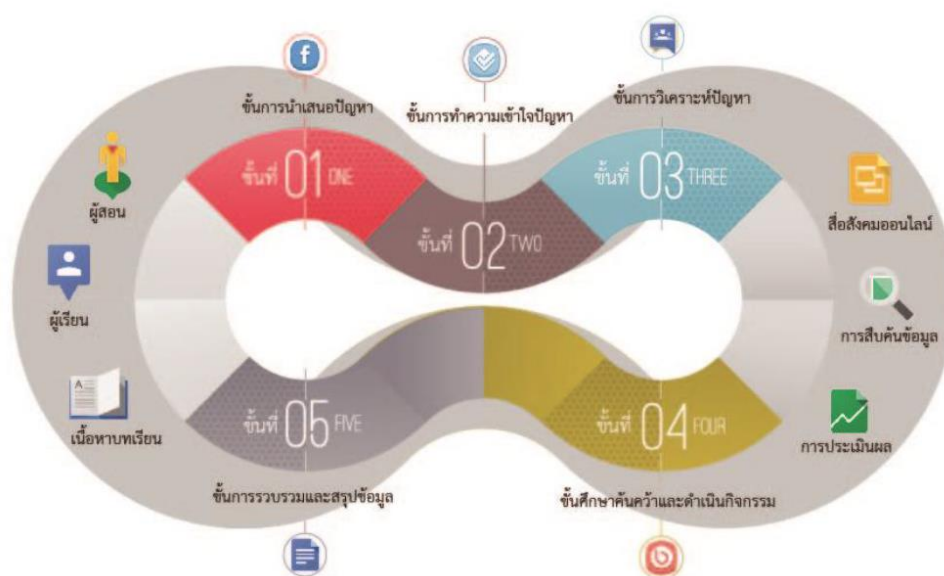 ขั้นการนำเสนอปัญหา
ขั้นการทำความเข้าใจปัญหา
ขั้นการวิเคราะห์ปัญหา
ขั้นที่ 01 ONE
ขั้นที่ 02 TWO
ขั้นที่ 03 THREE
ผู้สอน
ผู้เรียน
เนื้อหาบทเรียน
สื่อสังคมออนไลน์
การสืบค้นข้อมูล
การประเมินผล
ขั้นที่ 05 FIVE
ขั้นที่ 04 FOUR
ขั้นการรวบรวมและสรุปข้อมูล
ขั้นศึกษาค้นคว้าและดำเนินกิจกรรม